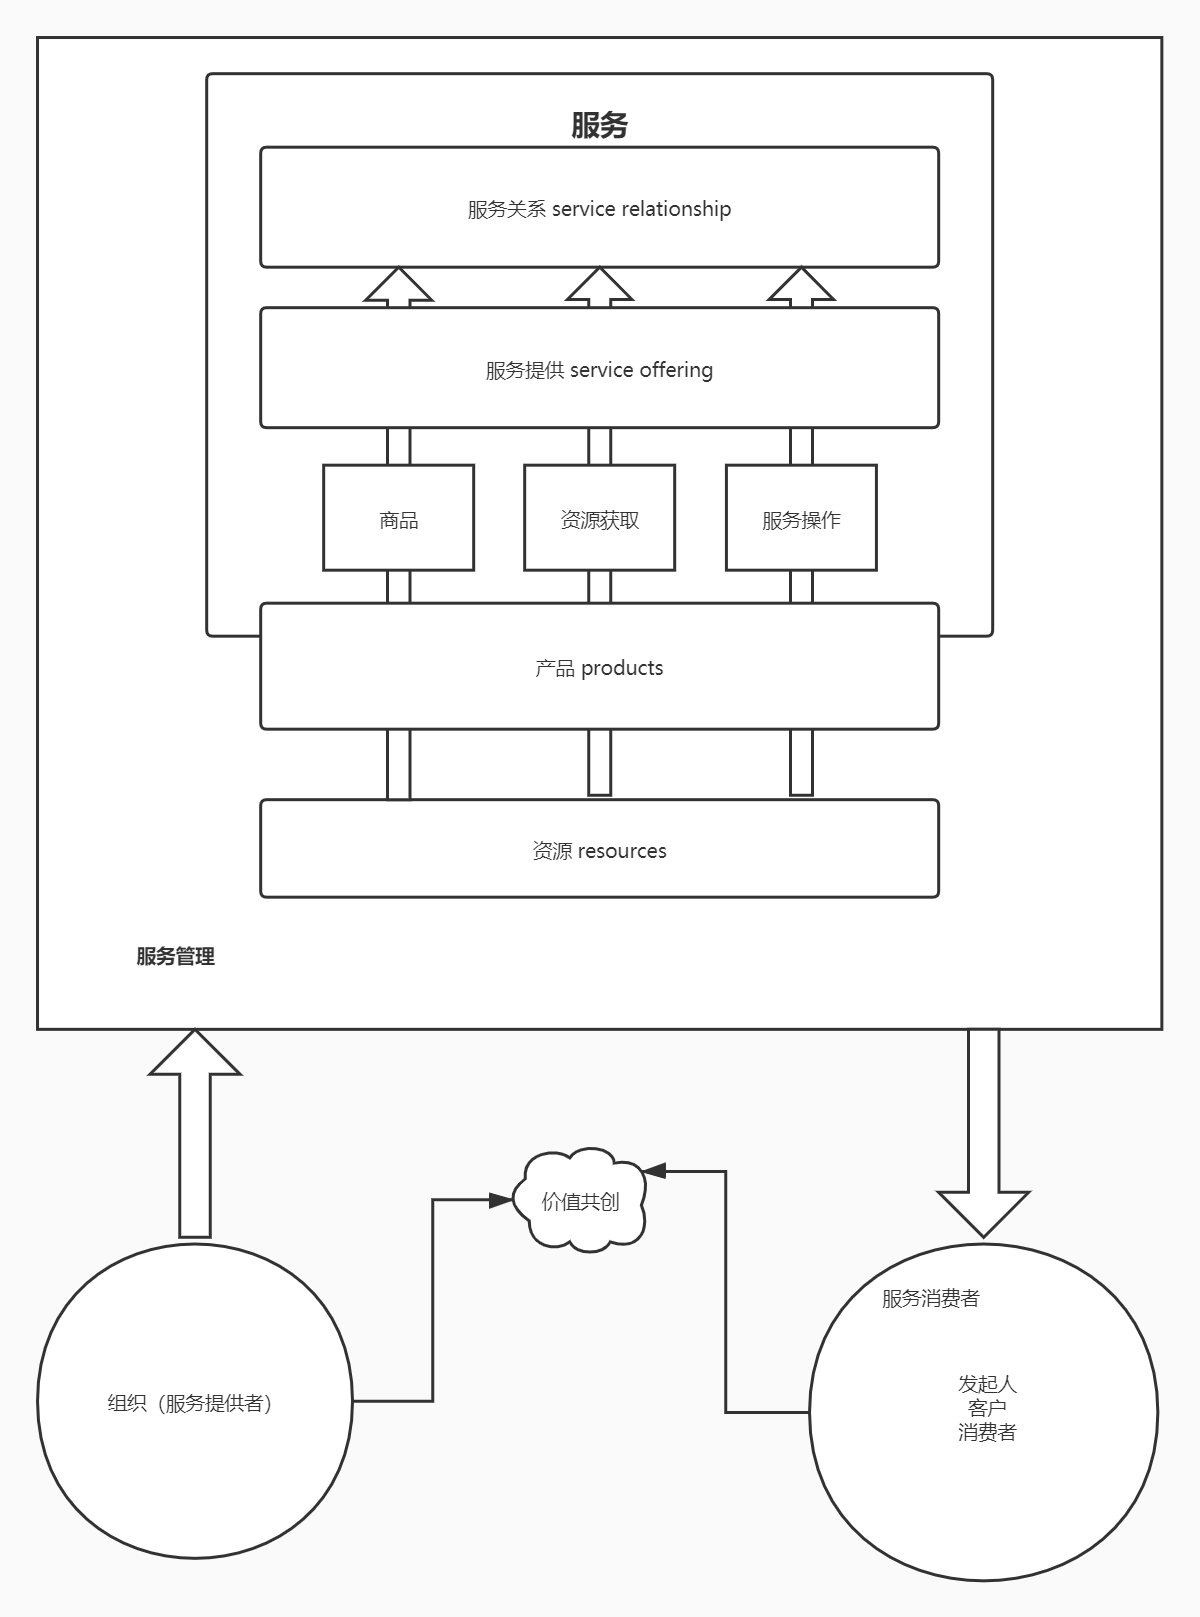 服务
服务关系 service relationship
服务提供 service offering
商品
资源获取
服务操作
产品 products
资源 resources
服务管理
价值共创
组织（服务提供者）
服务消费者
发起人
客户
消费者